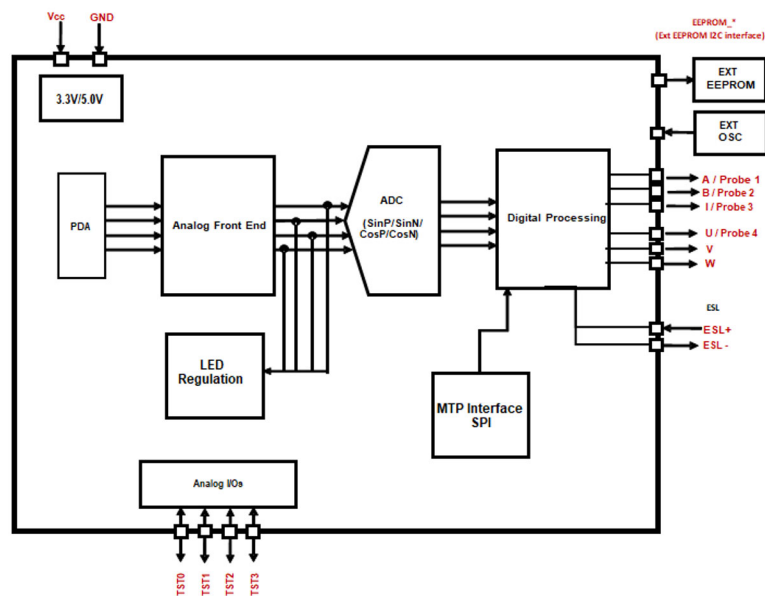 Vcc
GND
EEPROM_*
(Ext EEPROM I2C interface)
3.3V/5.0V
EXT
EEPROM
EXT
OSC
PDA
Analog Front End
ADC
(SinP/SinN/
CosP/CosN)
Digital Processing
A / Probe 1
B / Probe 2
I / Probe 3
U / Probe 4
V
W
ESL
ESL+
ESL -
LED
Regulation
MTP Interface
SPI
Analog I/Os
TST0
TST1
TST2
TST3